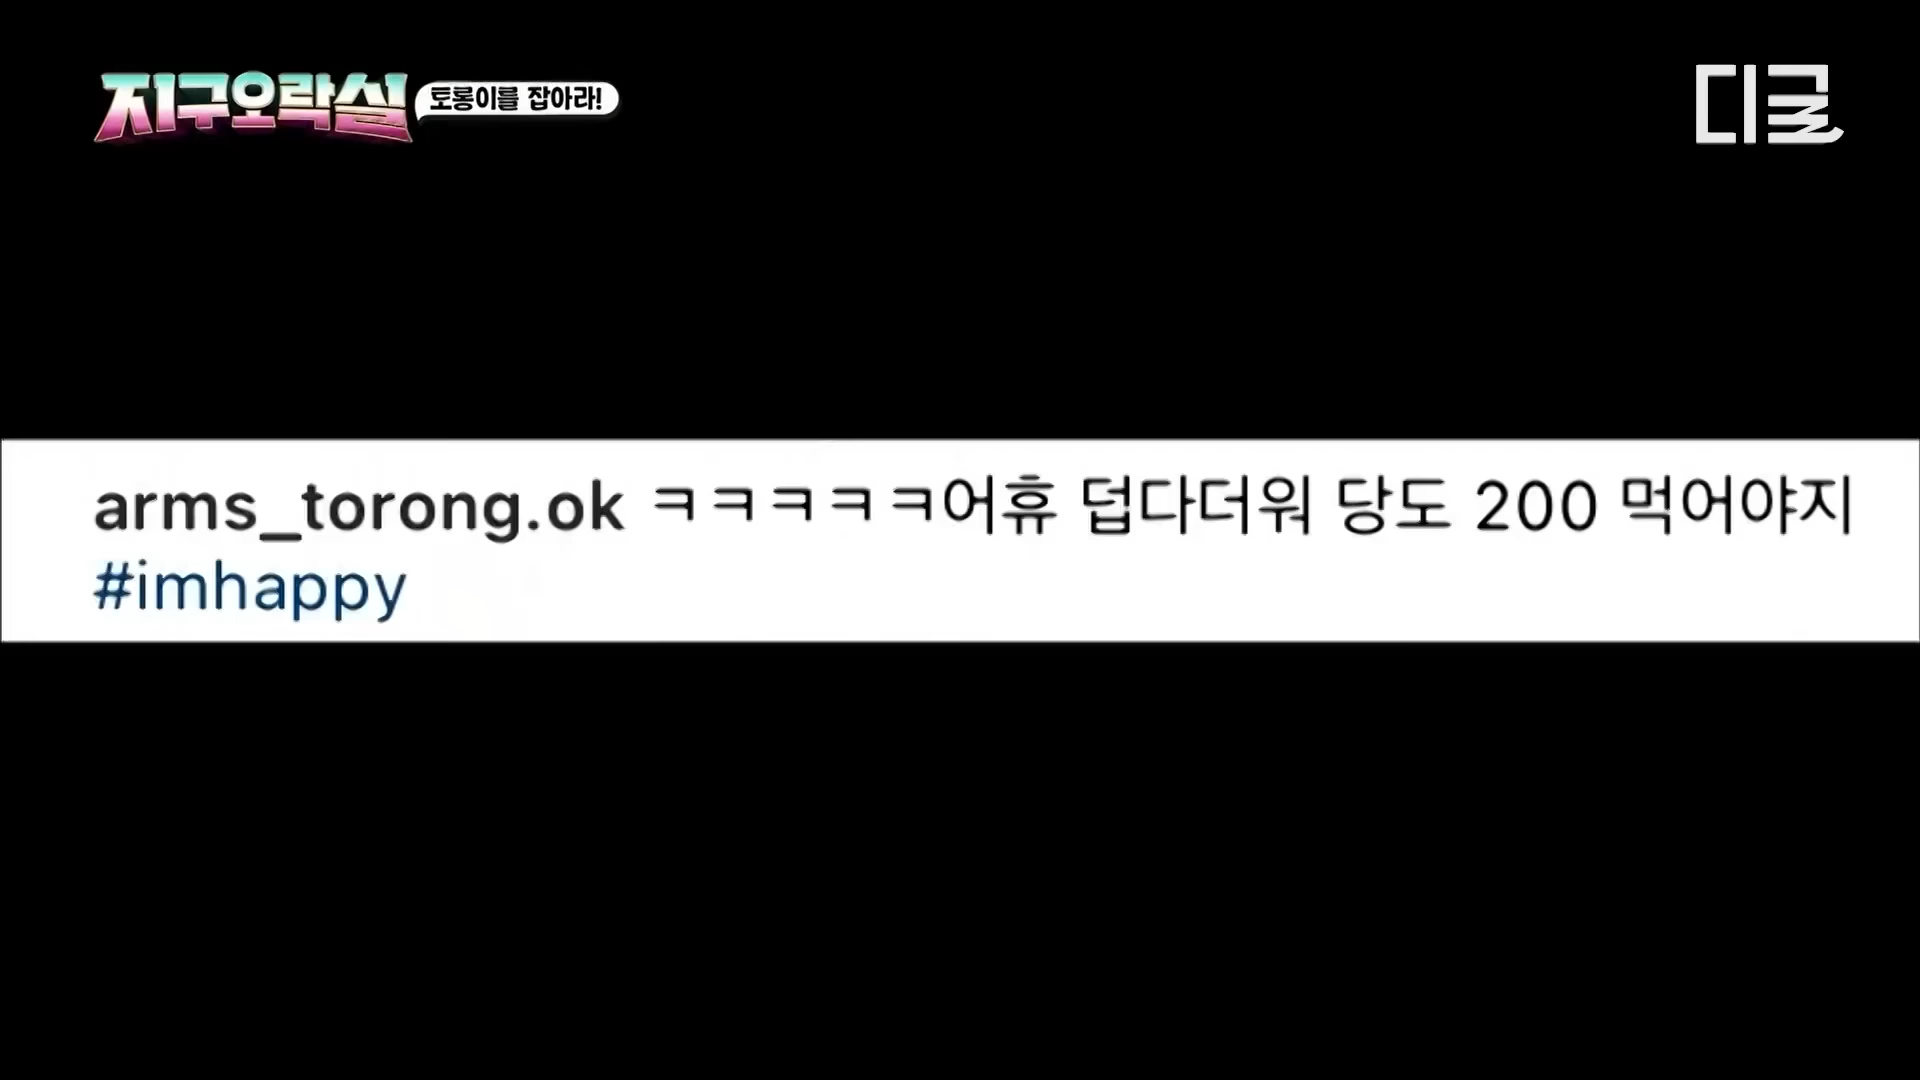 지구오락실 토롱이를 잡아라!
디글
arms_torong.ok ㅋㅋㅋㅋㅋ어휴 덥다더워 당도 200 먹어야지
#imhappy